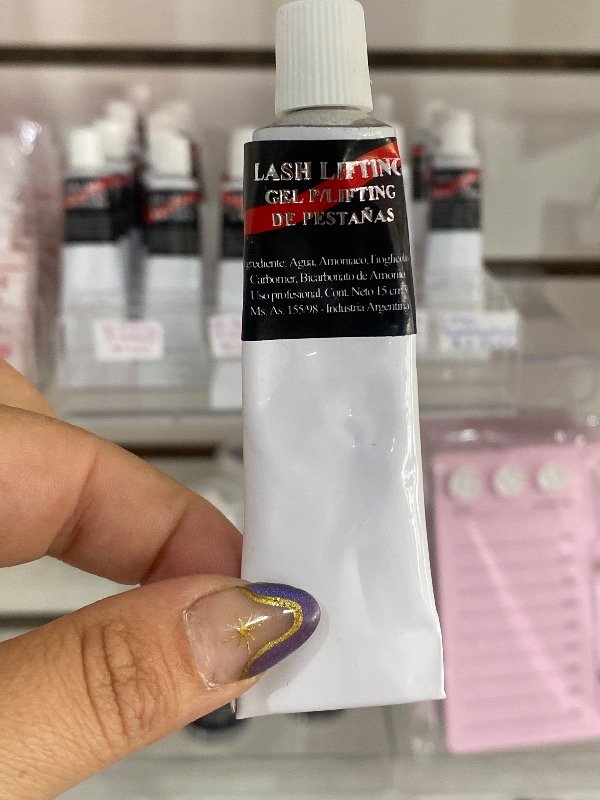 LASH LIFTING
GEL P/LIFTING
DE PESTAÑAS
Agua, Amoniaco,
Carbomer, Bicarbonato de Amonio
Uso profesional. Cont. Neto 15 cm³
Ms. As. 155/98 - Industria Argentina